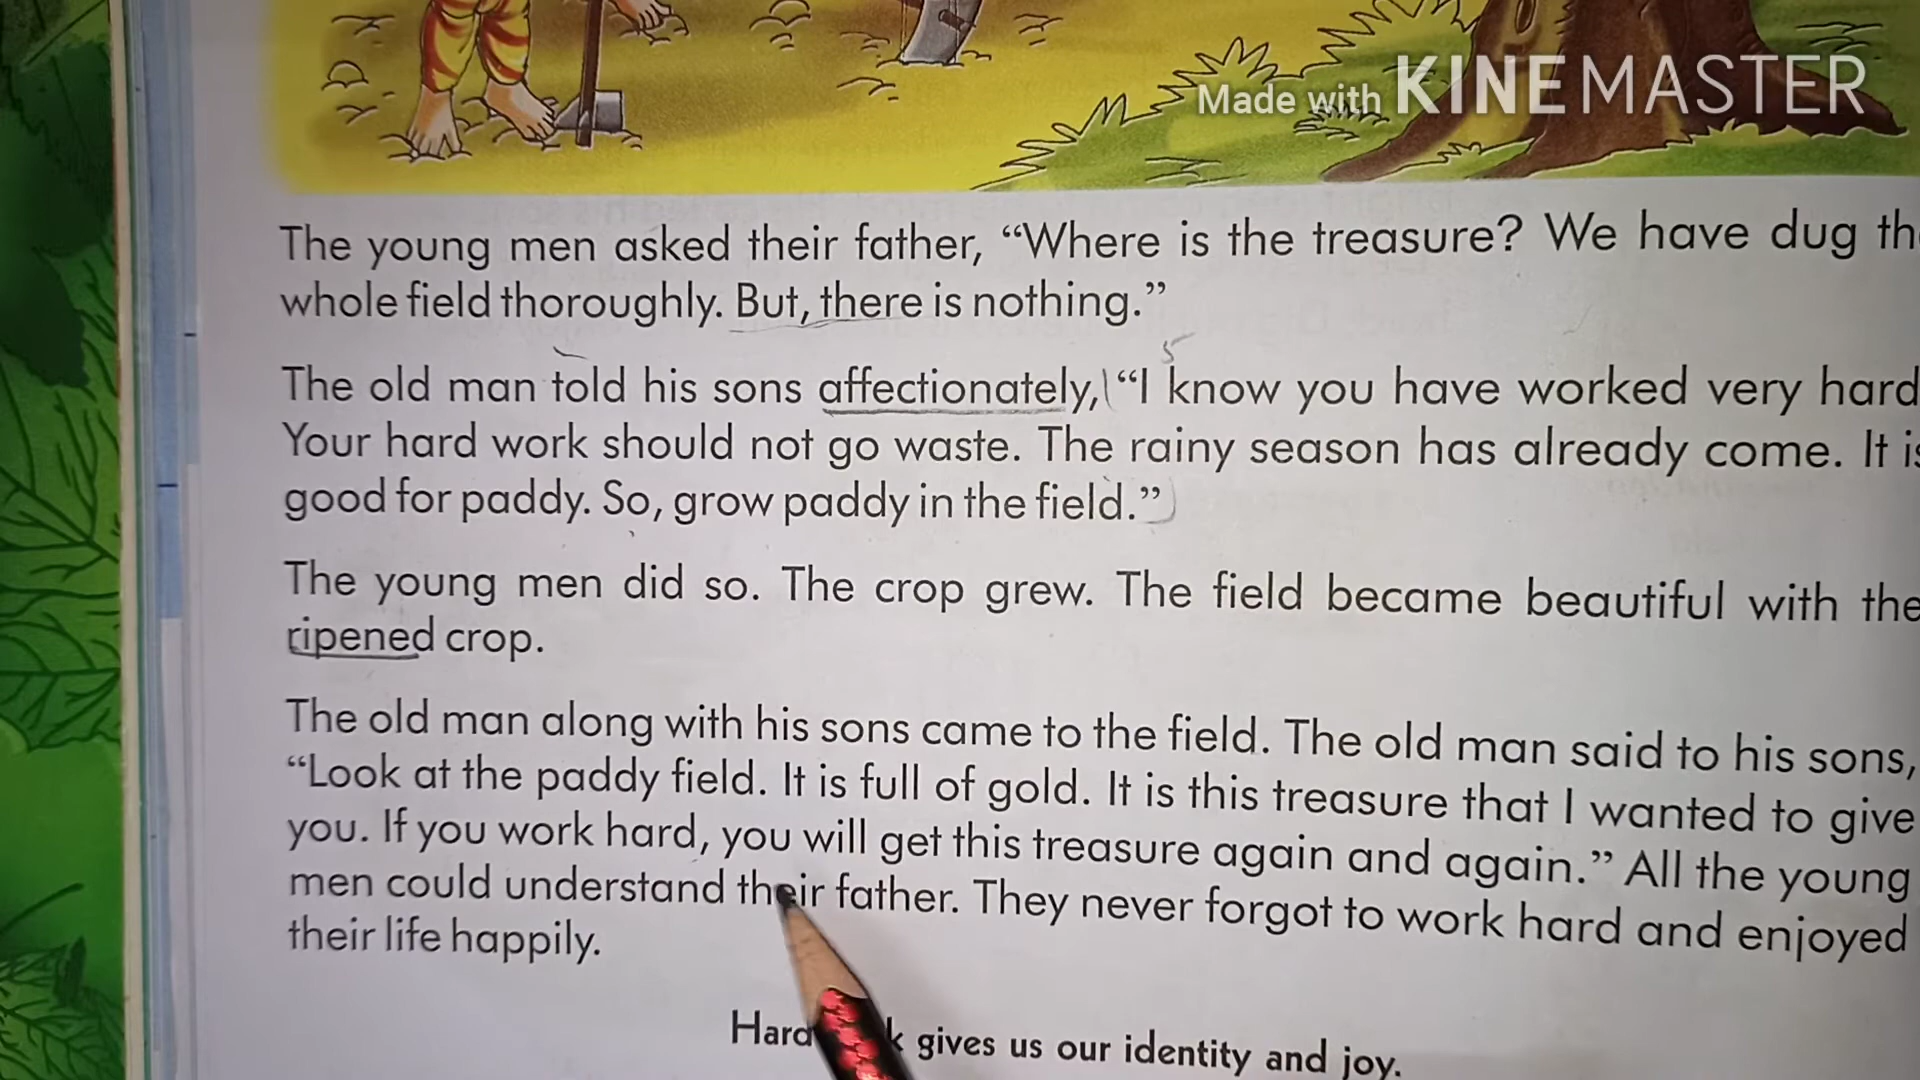 Made with KINEMASTER
The young men asked their father, “Where is the treasure? We have dug th
whole field thoroughly. But, there is nothing.”
5
The old man told his sons affectionately, “I know you have worked very hard
Your hard work should not go waste. The rainy season has already come. It is
good for paddy. So, grow paddy in the field.”
The young men did so. The crop grew. The field became beautiful with the
ripened crop.
The old man along with his sons came to the field. The old man said to his sons,
“Look at the paddy field. It is full of gold. It is this treasure that I wanted to give
you. If you work hard, you will get this treasure again and again.” All the young
men could understand their father. They never forgot to work hard and enjoyed
their life happily.
Hard gives us our identity and joy.